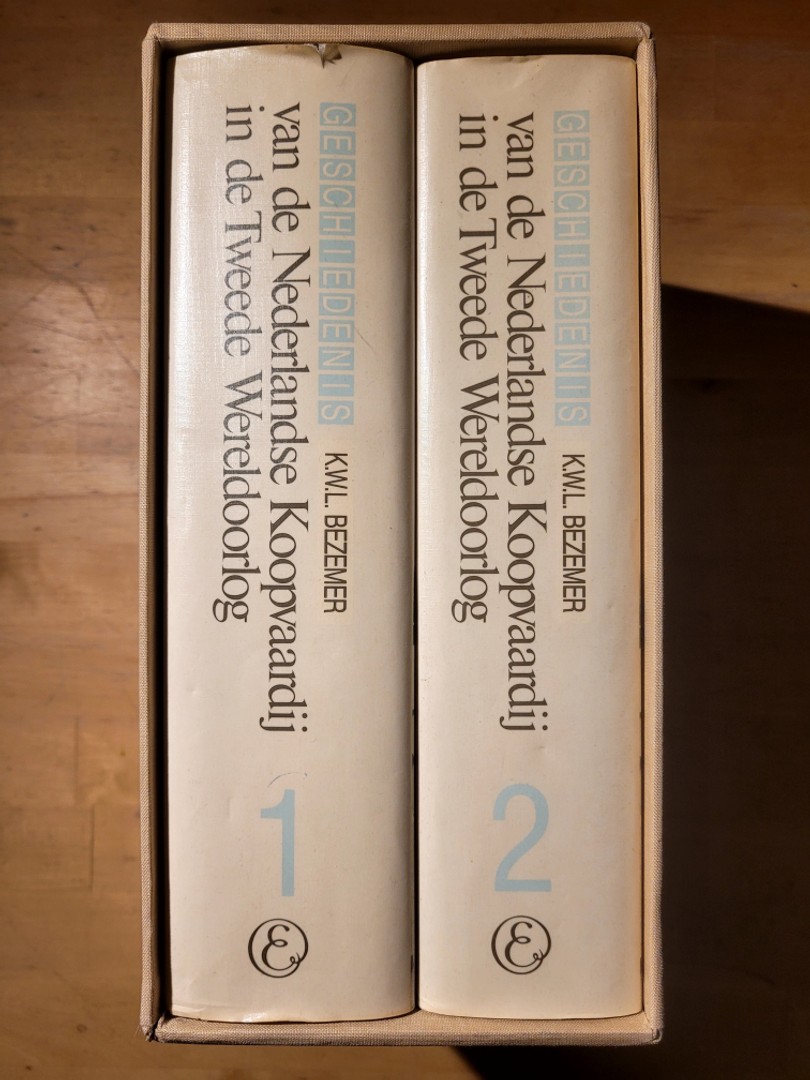 GESCHIEDENIS
K.W.L. BEZEMER
van de Nederlandse Koopvaardij
in de Tweede Wereldoorlog
1
GESCHIEDENIS
K.W.L. BEZEMER
van de Nederlandse Koopvaardij
in de Tweede Wereldoorlog
2